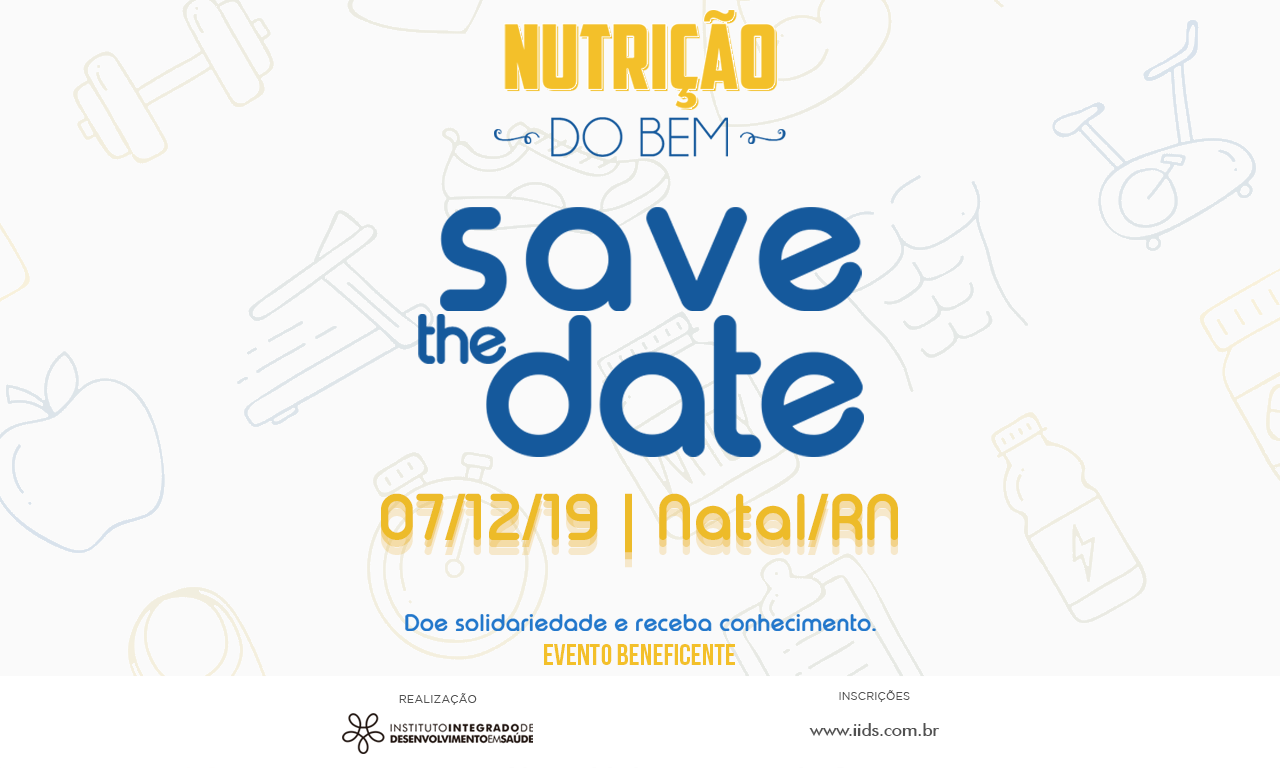 NUTRIÇÃO
DO BEM
save
the date
07/12/19 | Natal/RN
Doe solidariedade e receba conhecimento.
EVENTO BENEFICENTE
REALIZAÇÃO
INSTITUTO INTEGRADO DE
DESENVOLVIMENTO EM SAÚDE
INSCRIÇÕES
www.iids.com.br